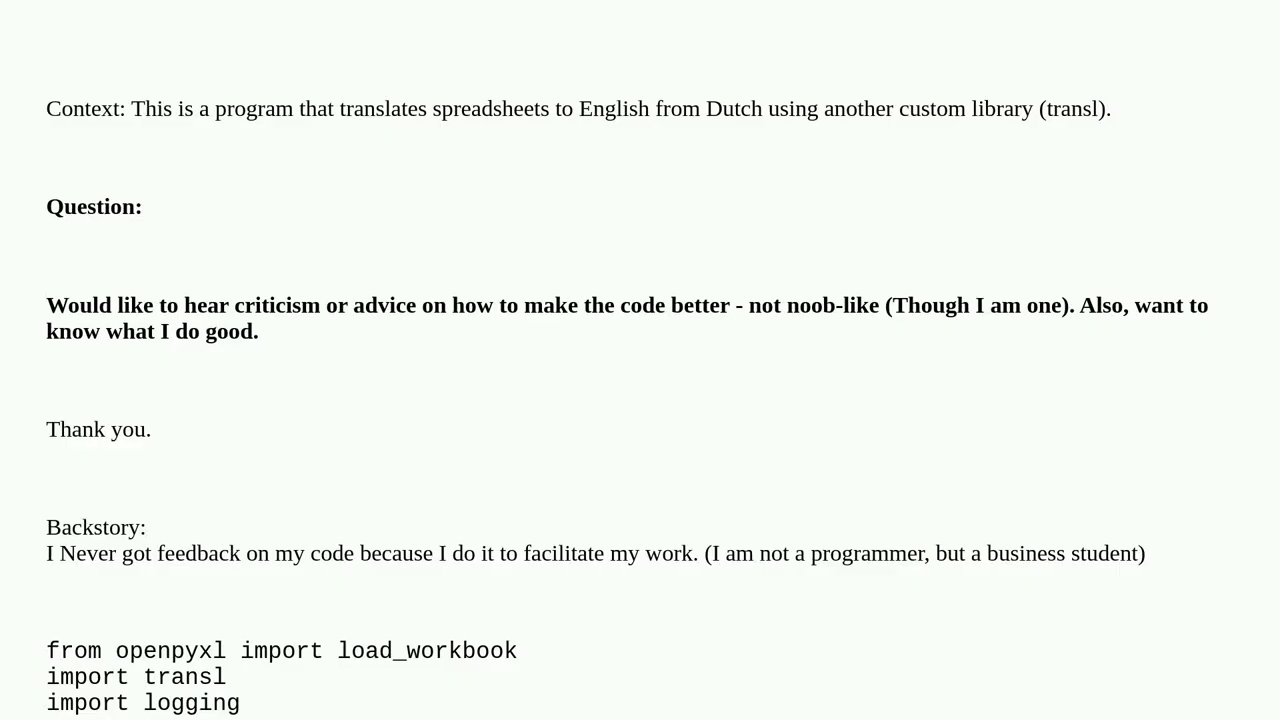 Context: This is a program that translates spreadsheets to English from Dutch using another custom library (transl).
Question:
Would like to hear criticism or advice on how to make the code better - not noob-like (Though I am one). Also, want to
know what I do good.
Thank you.
Backstory:
I Never got feedback on my code because I do it to facilitate my work. (I am not a programmer, but a business student)
from openpyxl import load_workbook
import transl
import logging